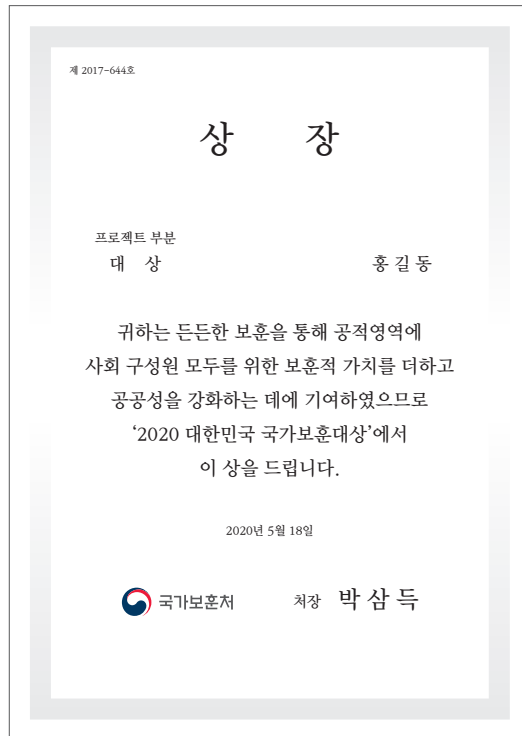 제 2017-644호
상 장
프로젝트 부분
대 상 홍 길 동
귀하는 든든한 보훈을 통해 공적영역에
사회 구성원 모두를 위한 보훈적 가치를 더하고
공공성을 강화하는 데에 기여하였으므로
‘2020 대한민국 국가보훈대상’에서
이 상을 드립니다.
2020년 5월 18일
국가보훈처 처장 박 삼 득